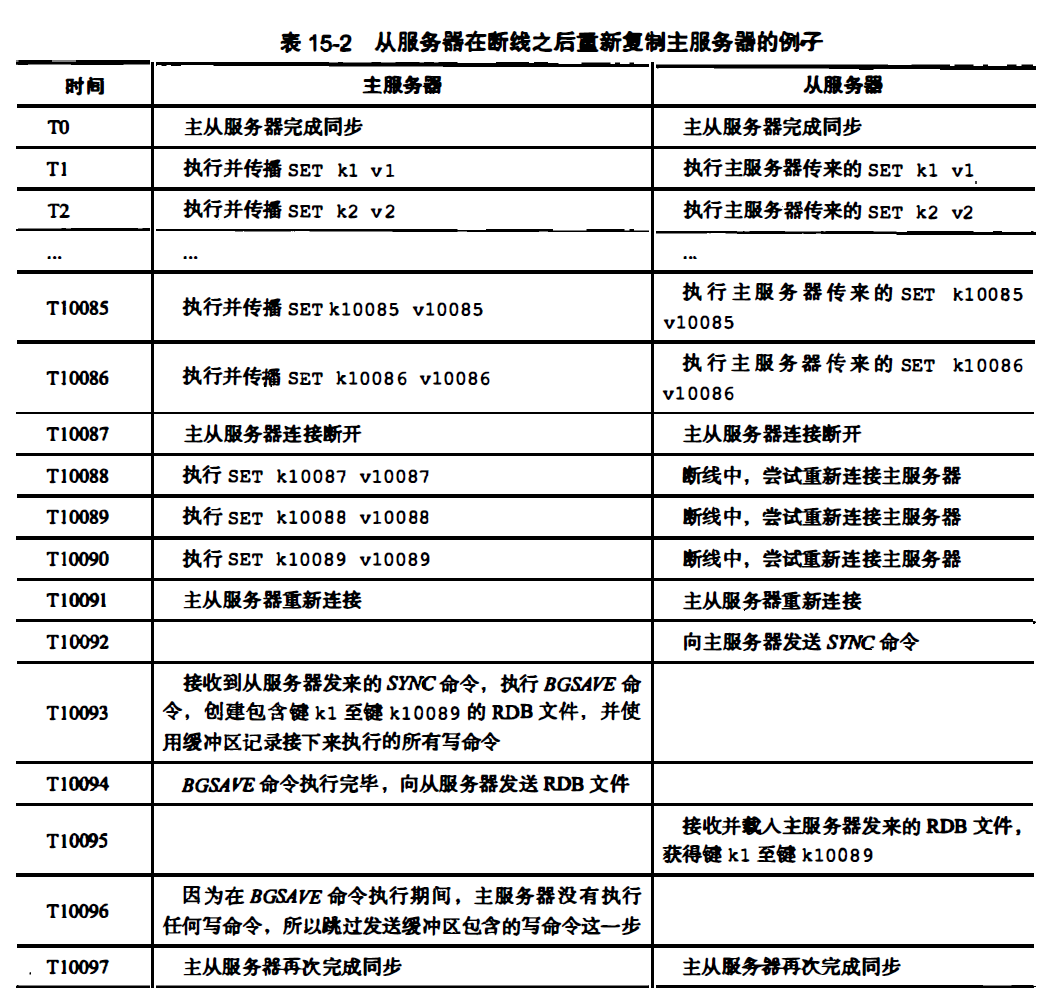 表 15-2 从服务器在断线之后重新复制主服务器的例子
时间 主服务器 从服务器
T0 主从服务器完成同步 主从服务器完成同步
T1 执行并传播 SET k1 v1 执行主服务器传来的 SET k1 v1
T2 执行并传播 SET k2 v2 执行主服务器传来的 SET k2 v2
... ... ...
T10085 执行并传播 SET k10085 v10085 执行主服务器传来的 SET k10085
v10085
T10086 执行并传播 SET k10086 v10086 执行主服务器传来的 SET k10086
v10086
T10087 主从服务器连接断开 主从服务器连接断开
T10088 执行 SET k10087 v10087 断线中，尝试重新连接主服务器
T10089 执行 SET k10088 v10088 断线中，尝试重新连接主服务器
T10090 执行 SET k10089 v10089 断线中，尝试重新连接主服务器
T10091 主从服务器重新连接 主从服务器重新连接
T10092 向主服务器发送 SYNC 命令
T10093 接收到从服务器发来的 SYNC 命令，执行 BGSAVE 命
令，创建包含键 k1 至键 k10089 的 RDB 文件，并使
用缓冲区记录接下来执行的所有写命令
T10094 BGSAVE 命令执行完毕，向从服务器发送 RDB 文件
T10095 接收并载入主服务器发来的 RDB 文件，
获得键 k1 至键 k10089
T10096 因为在 BGSAVE 命令执行期间，主服务器没有执行
任何写命令，所以跳过发送缓冲区包含的写命令这一步
T10097 主从服务器再次完成同步 主从服务器再次完成同步